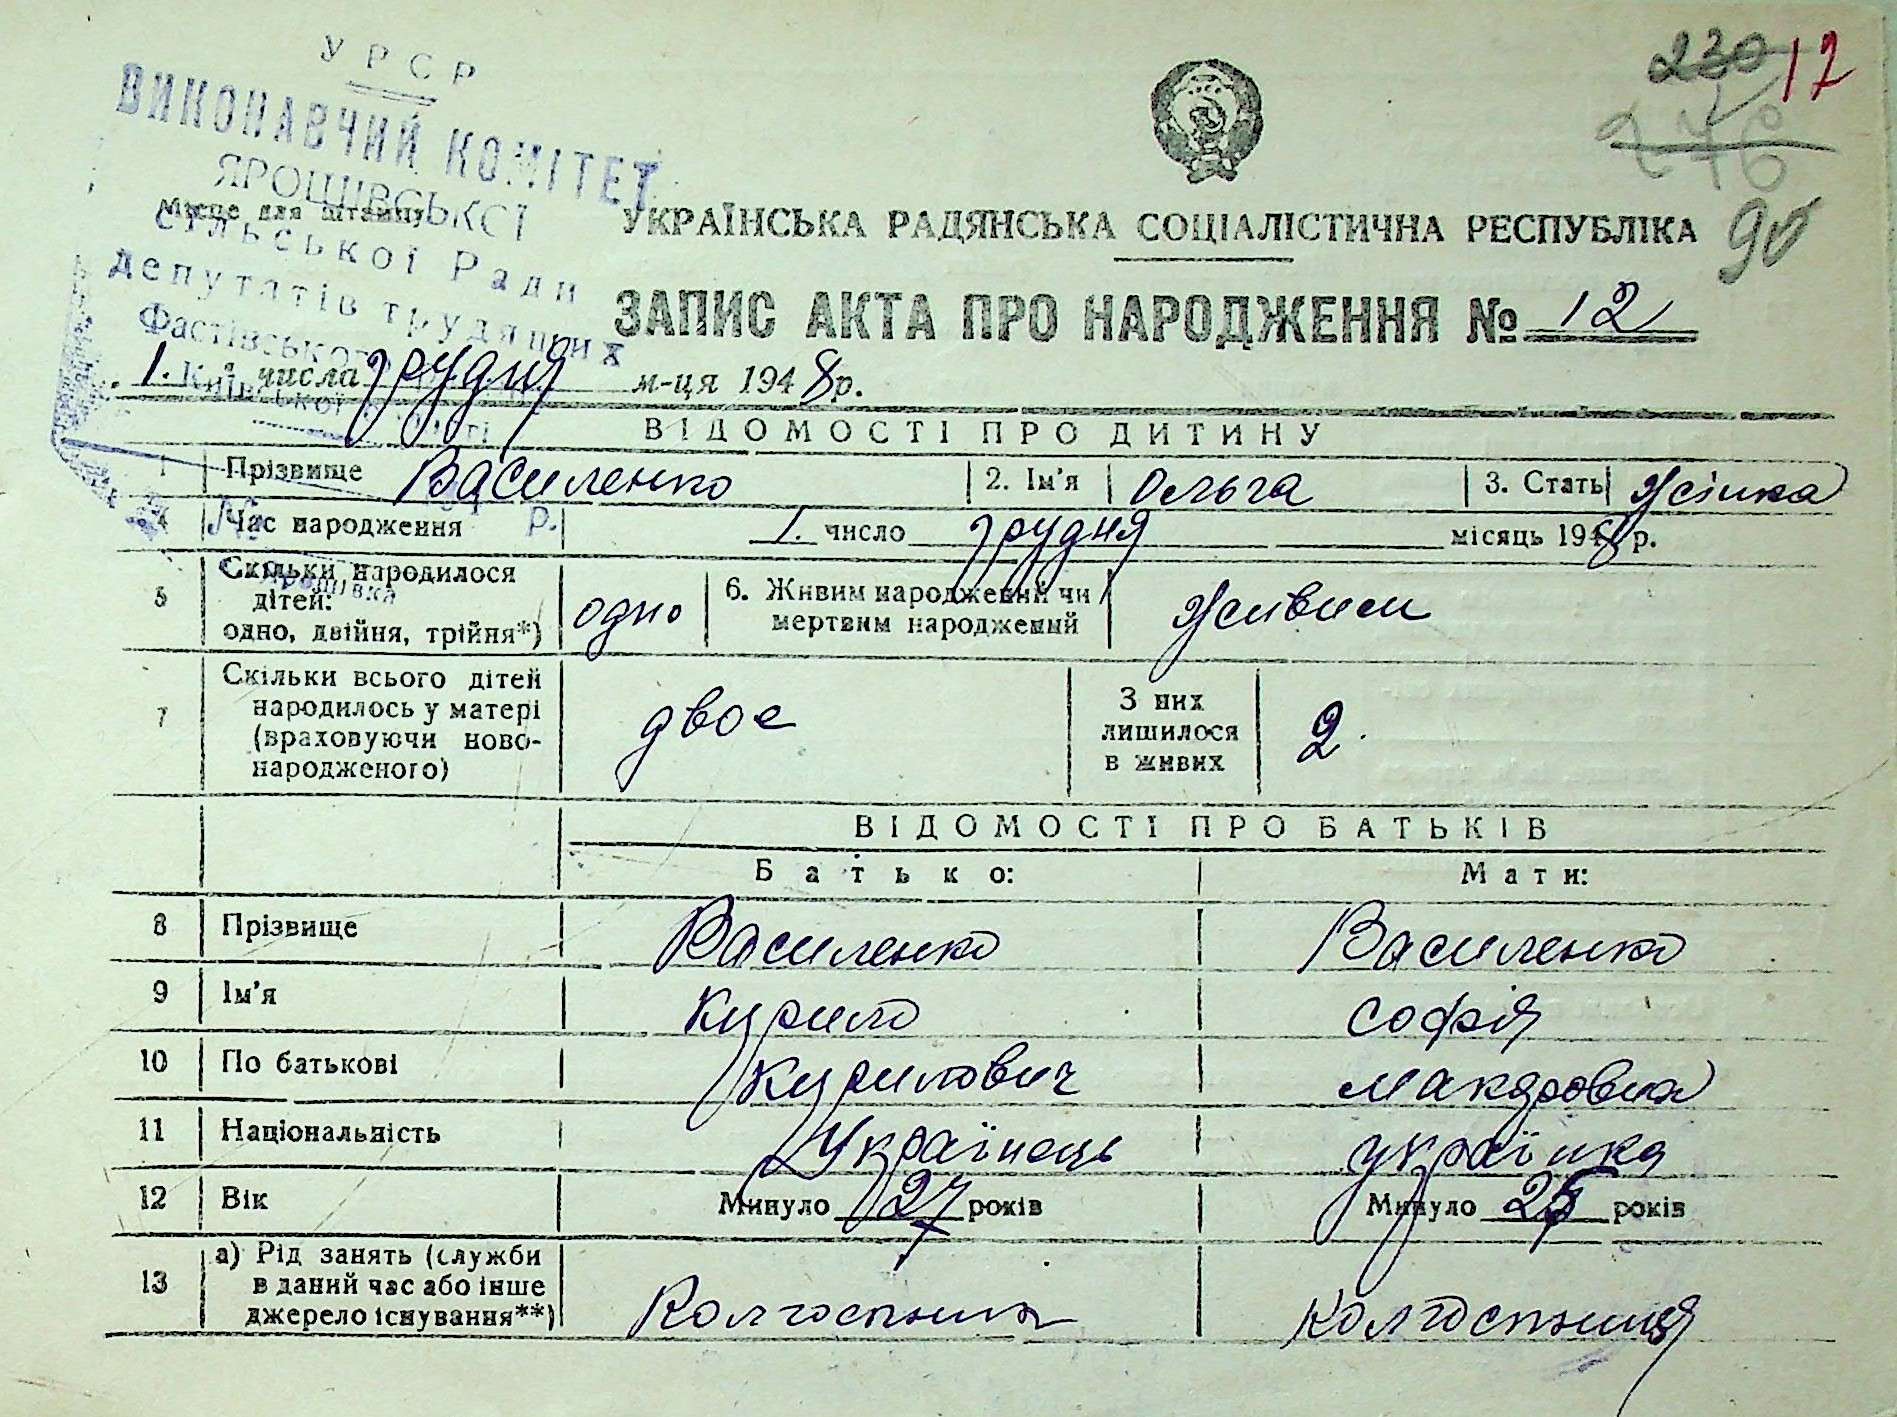 УРСР
ВИКОНАВЧИЙ КОМІТЕТ
ЯРОШІВСЬКОЇ
сільської Ради
депутатів трудящих
Фастівського
Київської
Місце для штампу
230 12
276
90
УКРАЇНСЬКА РАДЯНСЬКА СОЦІАЛІСТИЧНА РЕСПУБЛІКА
ЗАПИС АКТА ПРО НАРОДЖЕННЯ № 12
1. числа грудня м-ця 1948 р.
ВІДОМОСТІ ПРО ДИТИНУ
1 Прізвище Василенко 2. Ім'я Ольга 3. Стать жінка
4 Час народження р. 1. число грудня місяць 1948 р.
5 Скільки народилося
дітей:
одно, двійня, трійня*) одно 6. Живим народжений чи
мертвим народжений живим
7 Скільки всього дітей
народилось у матері
(враховуючи ново-
народженого) двоє З них
лишилося
в живих 2.
ВІДОМОСТІ ПРО БАТЬКІВ
Батько: Мати:
8 Прізвище Василенко Василенко
9 Ім'я Кирило Софія
10 По батькові Кирилович Макаровна
11 Національність Українець українка
12 Вік Минуло 27 років Минуло років
13 а) Рід занять (служби
в даний час або інше
джерело існування**) Колгоспник колгоспниця